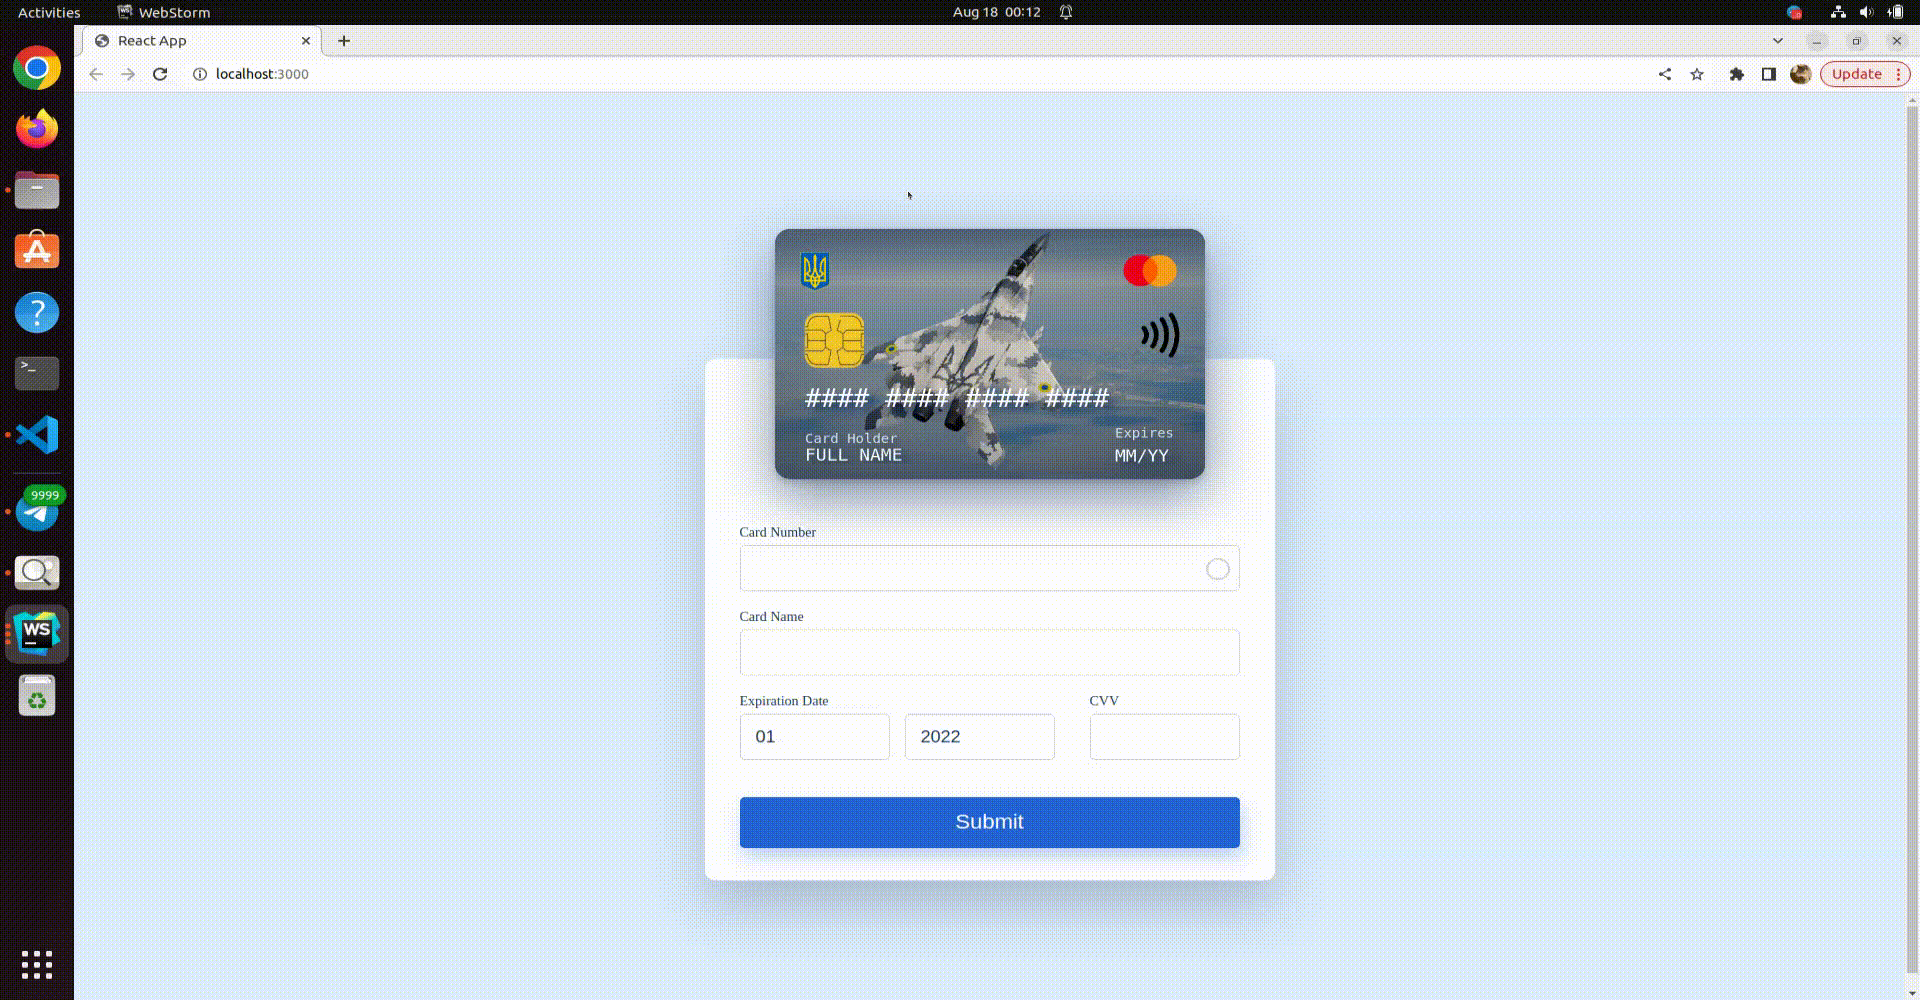 Activities
WebStorm
Aug 18 00:12
React App
localhost:3000
Update
>_
9999
WS
#### #### #### ####
Card Holder
FULL NAME
Expires
MM/YY
Card Number
Card Name
Expiration Date
CVV
01
2022
Submit